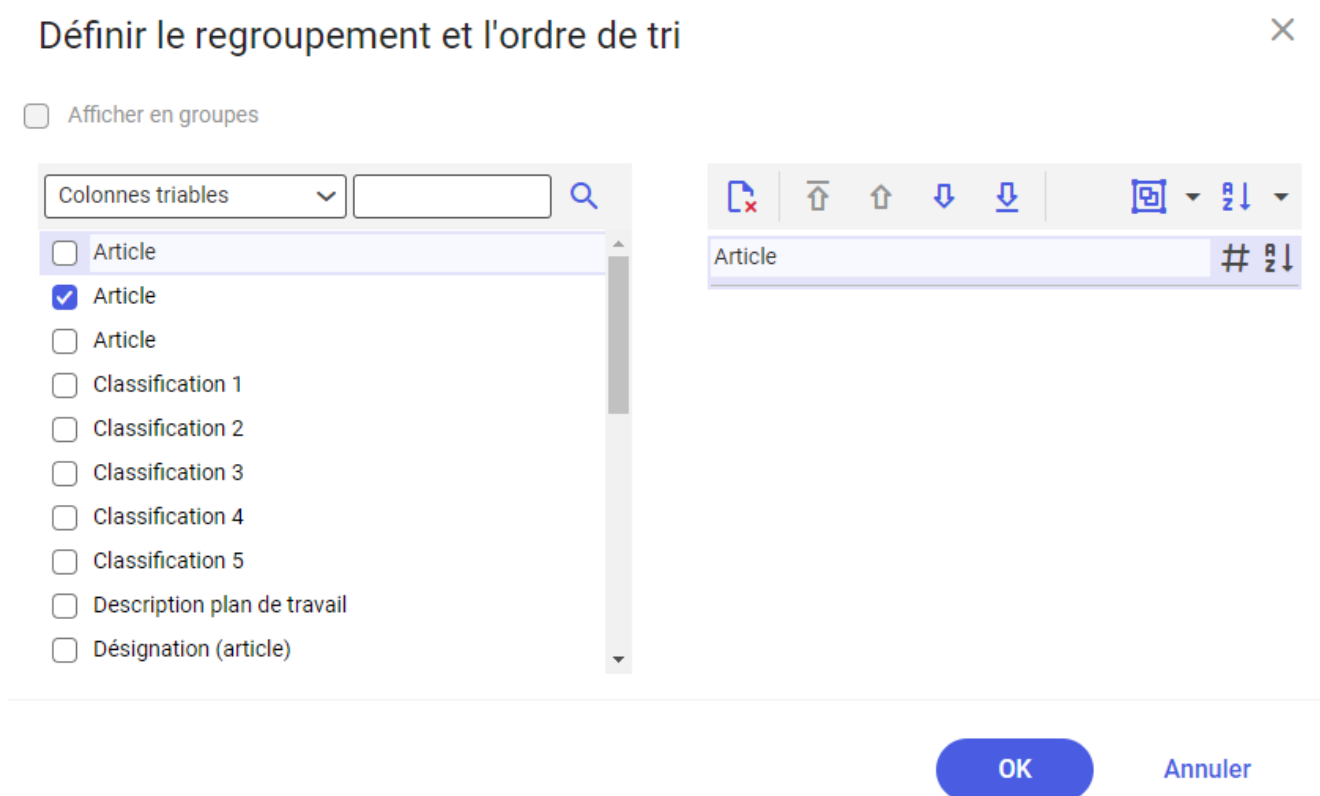 Définir le regroupement et l'ordre de tri
Afficher en groupes
Colonnes triables
Article
Article
Article
Article
Classification 1
Classification 2
Classification 3
Classification 4
Classification 5
Description plan de travail
Désignation (article)
OK
Annuler